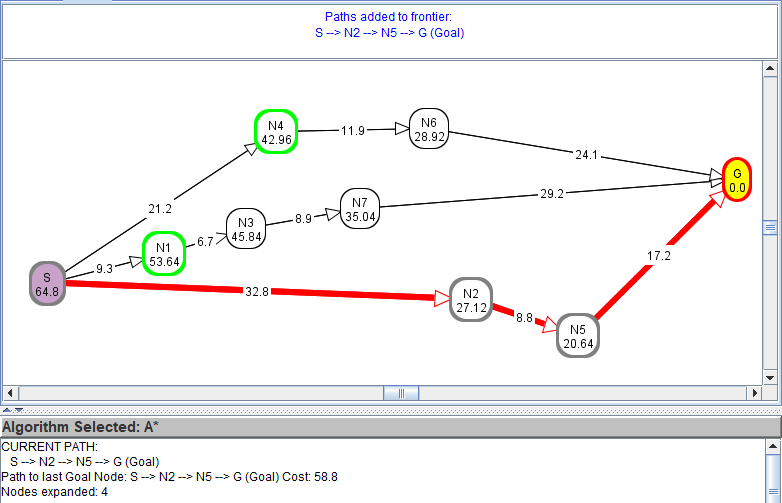 Paths added to frontier:
S --> N2 --> N5 --> G (Goal)
N4
42.96
11.9
N6
28.92
24.1
G
0.0
21.2
N7
35.04
29.2
N3
45.84
8.9
6.7
N1
53.64
9.3
S
64.8
32.8
N2
27.12
8.8
N5
20.64
17.2
Algorithm Selected: A*
CURRENT PATH:
S --> N2 --> N5 --> G (Goal)
Path to last Goal Node: S --> N2 --> N5 --> G (Goal) Cost: 58.8
Nodes expanded: 4